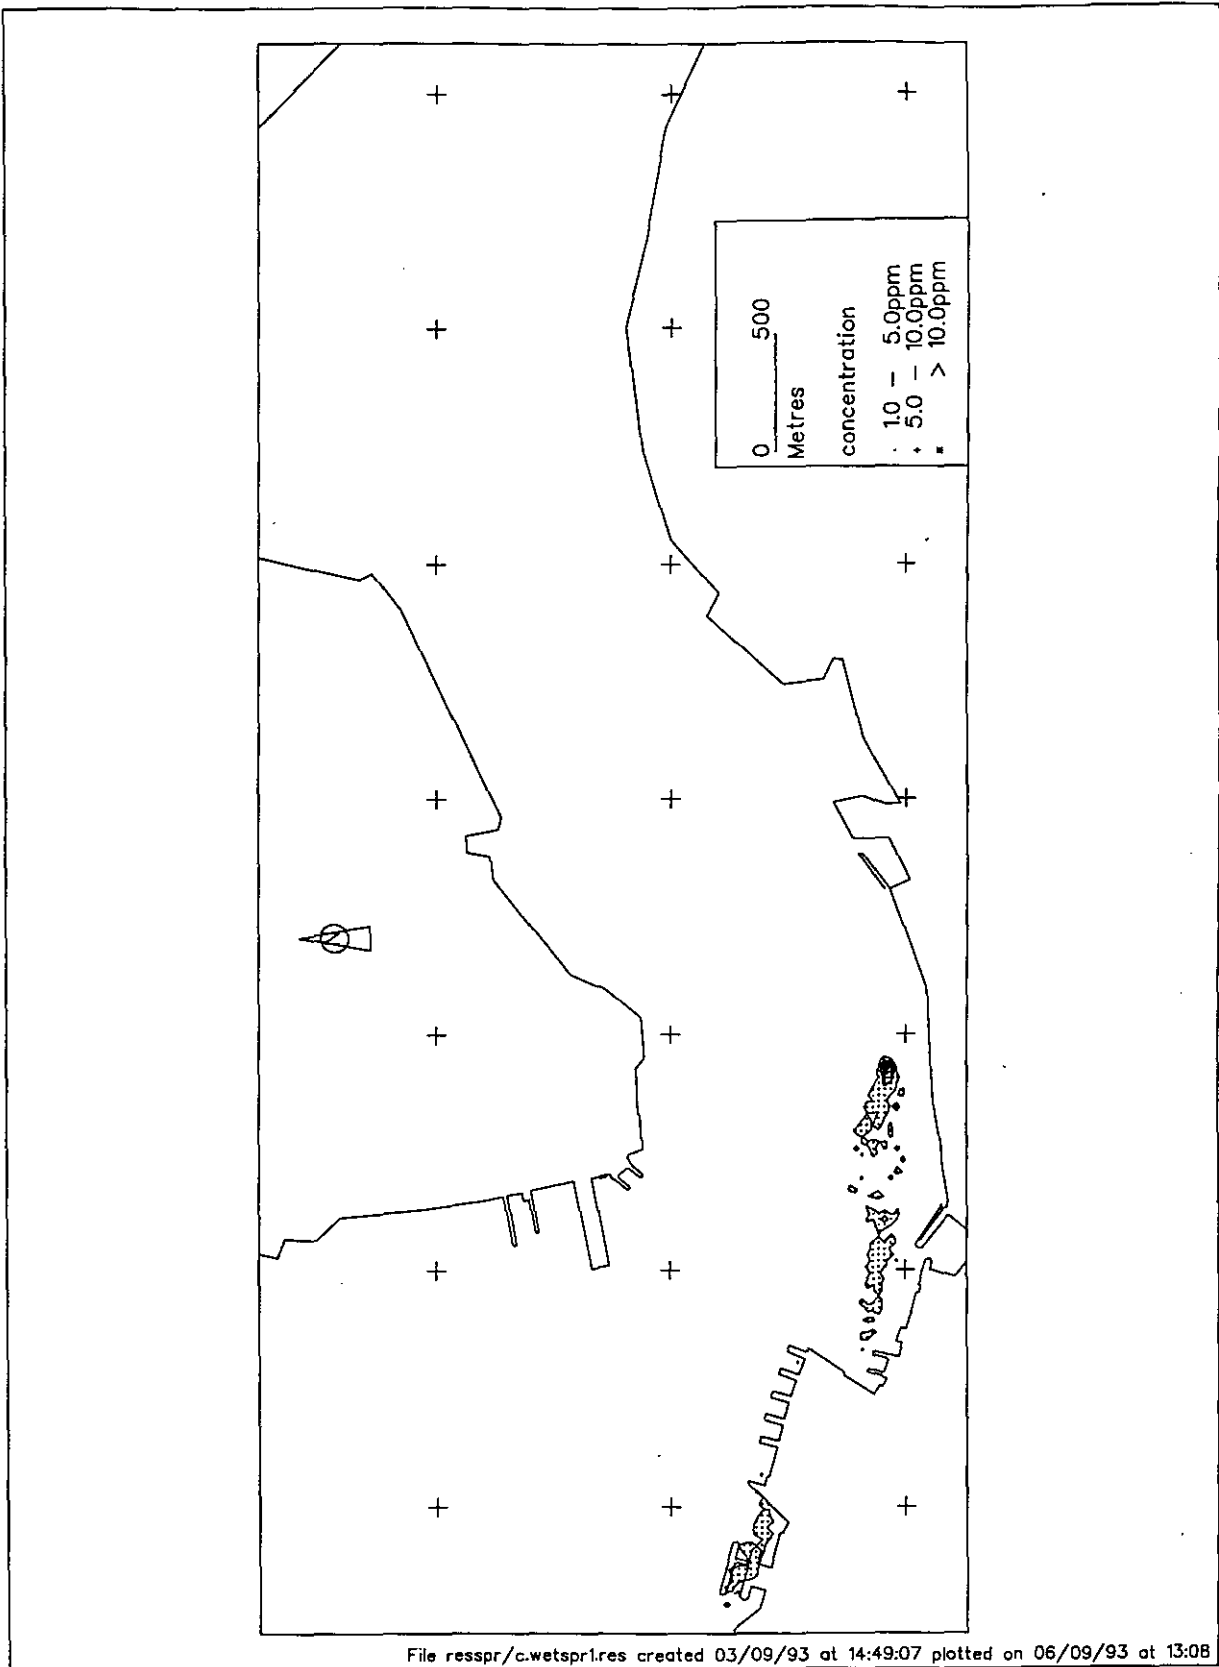 N
0 500
Metres
concentration
· 1.0 — 5.0ppm
+ 5.0 — 10.0ppm
* > 10.0ppm
File resspr/c.wetspr1.res created 03/09/93 at 14:49:07 plotted on 06/09/93 at 13:08